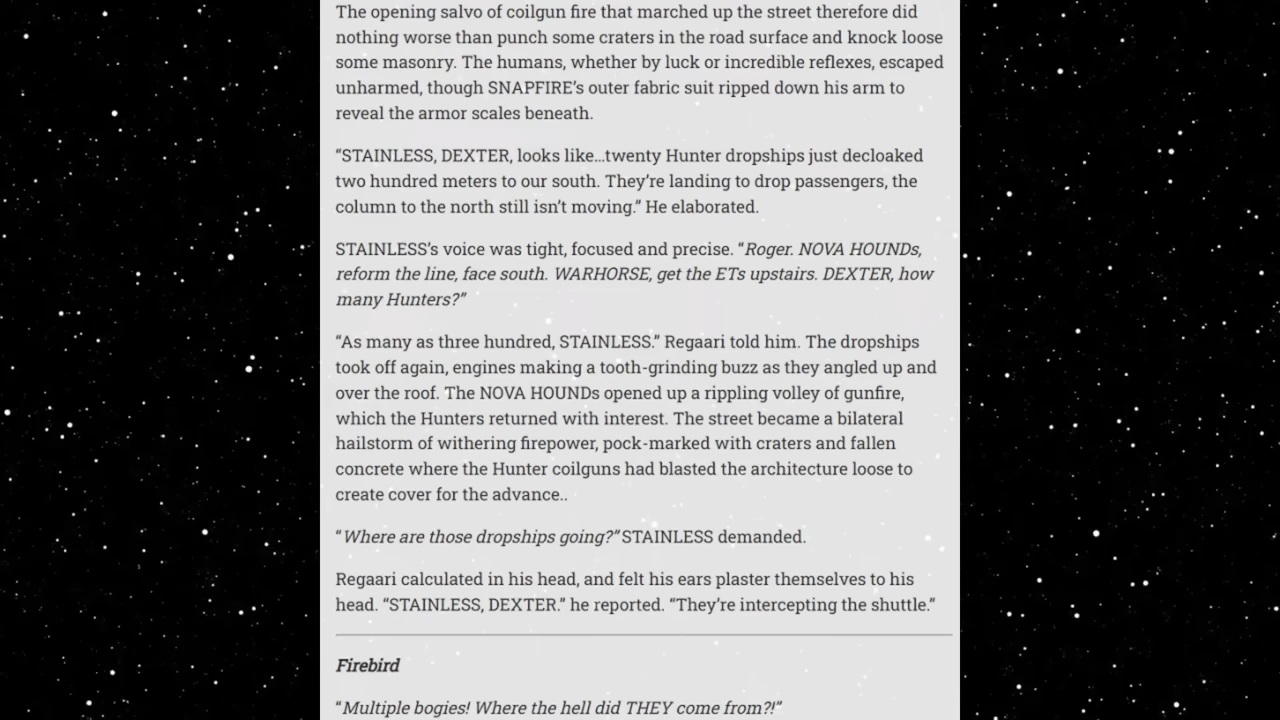 The opening salvo of coilgun fire that marched up the street therefore did
nothing worse than punch some craters in the road surface and knock loose
some masonry. The humans, whether by luck or incredible reflexes, escaped
unharmed, though SNAPFIRE’s outer fabric suit ripped down his arm to
reveal the armor scales beneath.
“STAINLESS, DEXTER, looks like…twenty Hunter dropships just decloaked
two hundred meters to our south. They’re landing to drop passengers, the
column to the north still isn’t moving.” He elaborated.
STAINLESS’s voice was tight, focused and precise. “Roger. NOVA HOUNDs,
reform the line, face south. WARHORSE, get the ETs upstairs. DEXTER, how
many Hunters?”
“As many as three hundred, STAINLESS.” Regaari told him. The dropships
took off again, engines making a tooth-grinding buzz as they angled up and
over the roof. The NOVA HOUNDs opened up a rippling volley of gunfire,
which the Hunters returned with interest. The street became a bilateral
hailstorm of withering firepower, pock-marked with craters and fallen
concrete where the Hunter coilguns had blasted the architecture loose to
create cover for the advance..
“Where are those dropships going?” STAINLESS demanded.
Regaari calculated in his head, and felt his ears plaster themselves to his
head. “STAINLESS, DEXTER.” he reported. “They’re intercepting the shuttle.”
Firebird
“Multiple bogies! Where the hell did THEY come from?!”